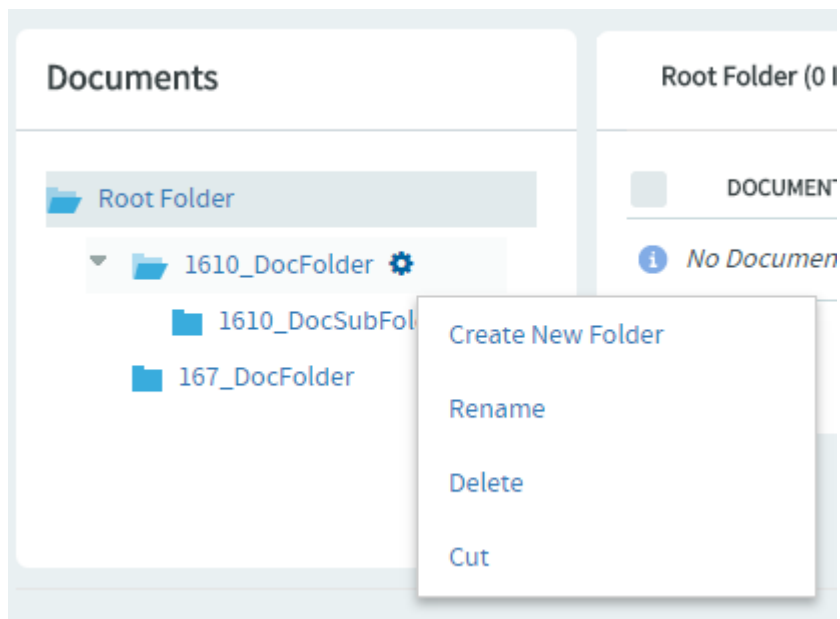 Documents
Root Folder (0
DOCUMENT
Root Folder
No Documen
1610_DocFolder
1610_DocSubFol
167_DocFolder
Create New Folder
Rename
Delete
Cut